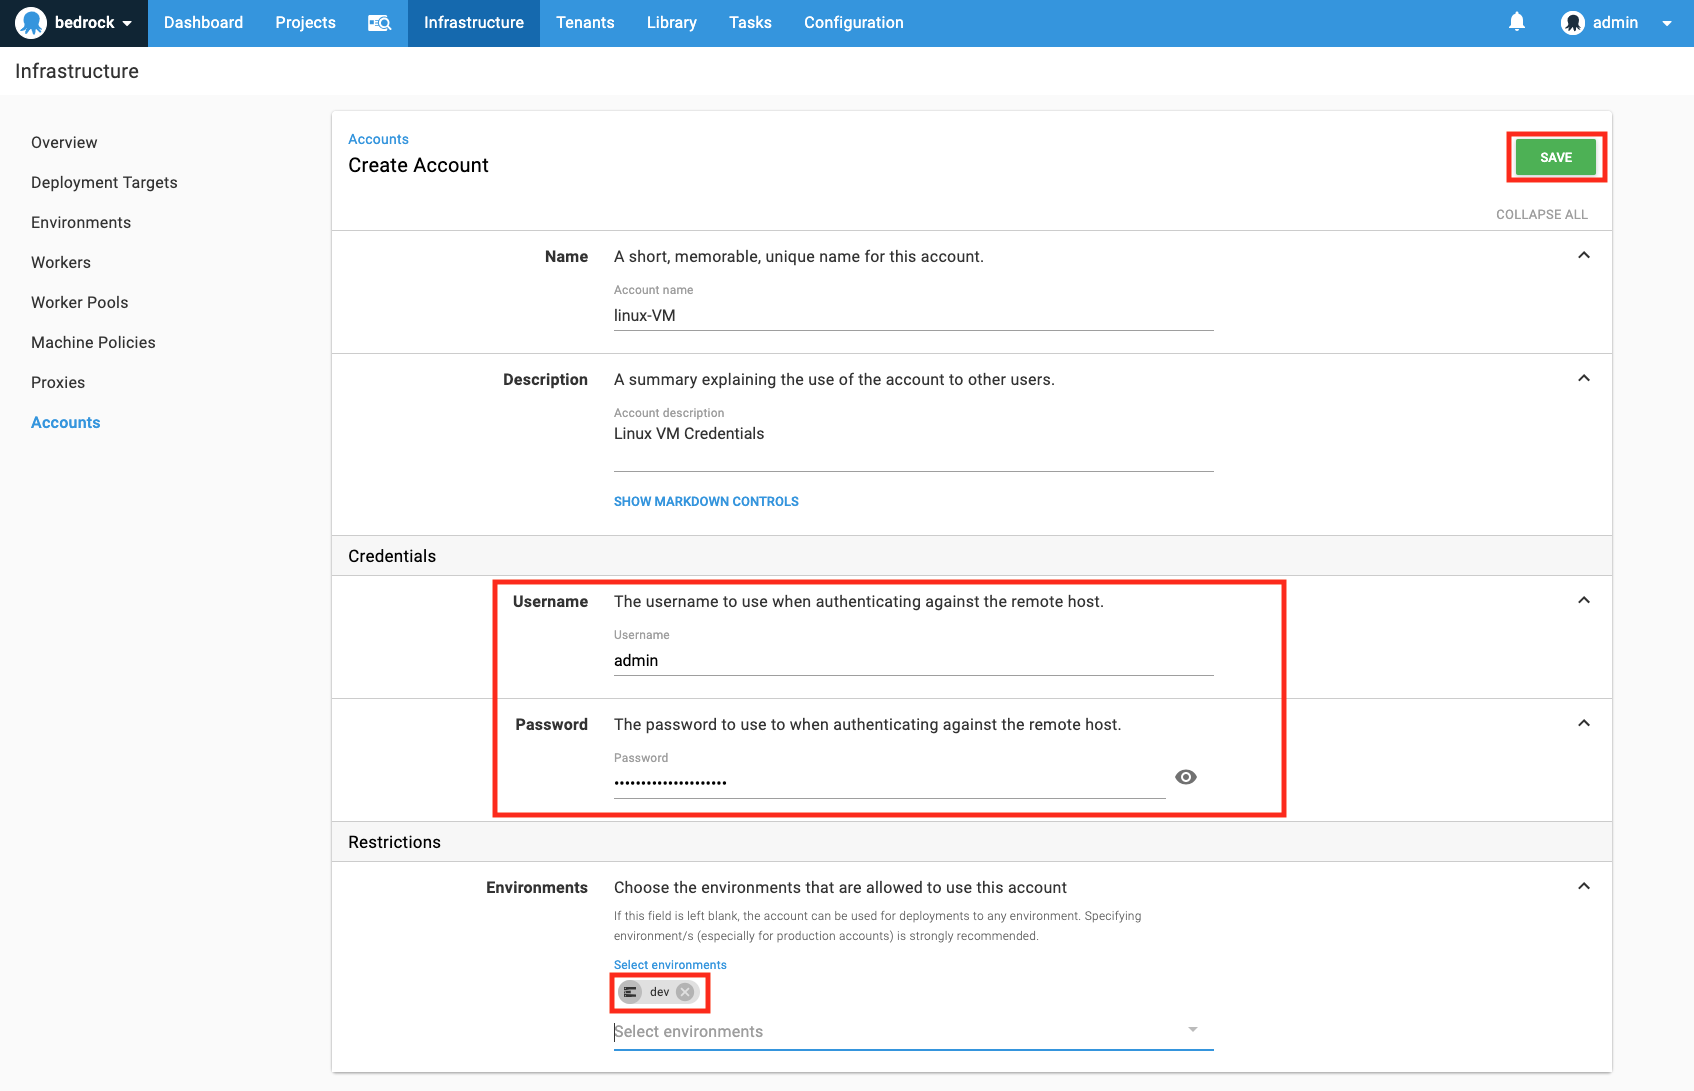 bedrock Dashboard Projects Infrastructure Tenants Library Tasks Configuration admin
Infrastructure
Overview
Deployment Targets
Environments
Workers
Worker Pools
Machine Policies
Proxies
Accounts
Accounts
Create Account
SAVE
COLLAPSE ALL
Name A short, memorable, unique name for this account.
Account name
linux-VM
Description A summary explaining the use of the account to other users.
Account description
Linux VM Credentials
SHOW MARKDOWN CONTROLS
Credentials
Username The username to use when authenticating against the remote host.
Username
admin
Password The password to use to when authenticating against the remote host.
Password
•••••••••••••••••••••
Restrictions
Environments Choose the environments that are allowed to use this account
If this field is left blank, the account can be used for deployments to any environment. Specifying
environment/s (especially for production accounts) is strongly recommended.
Select environments
dev
Select environments